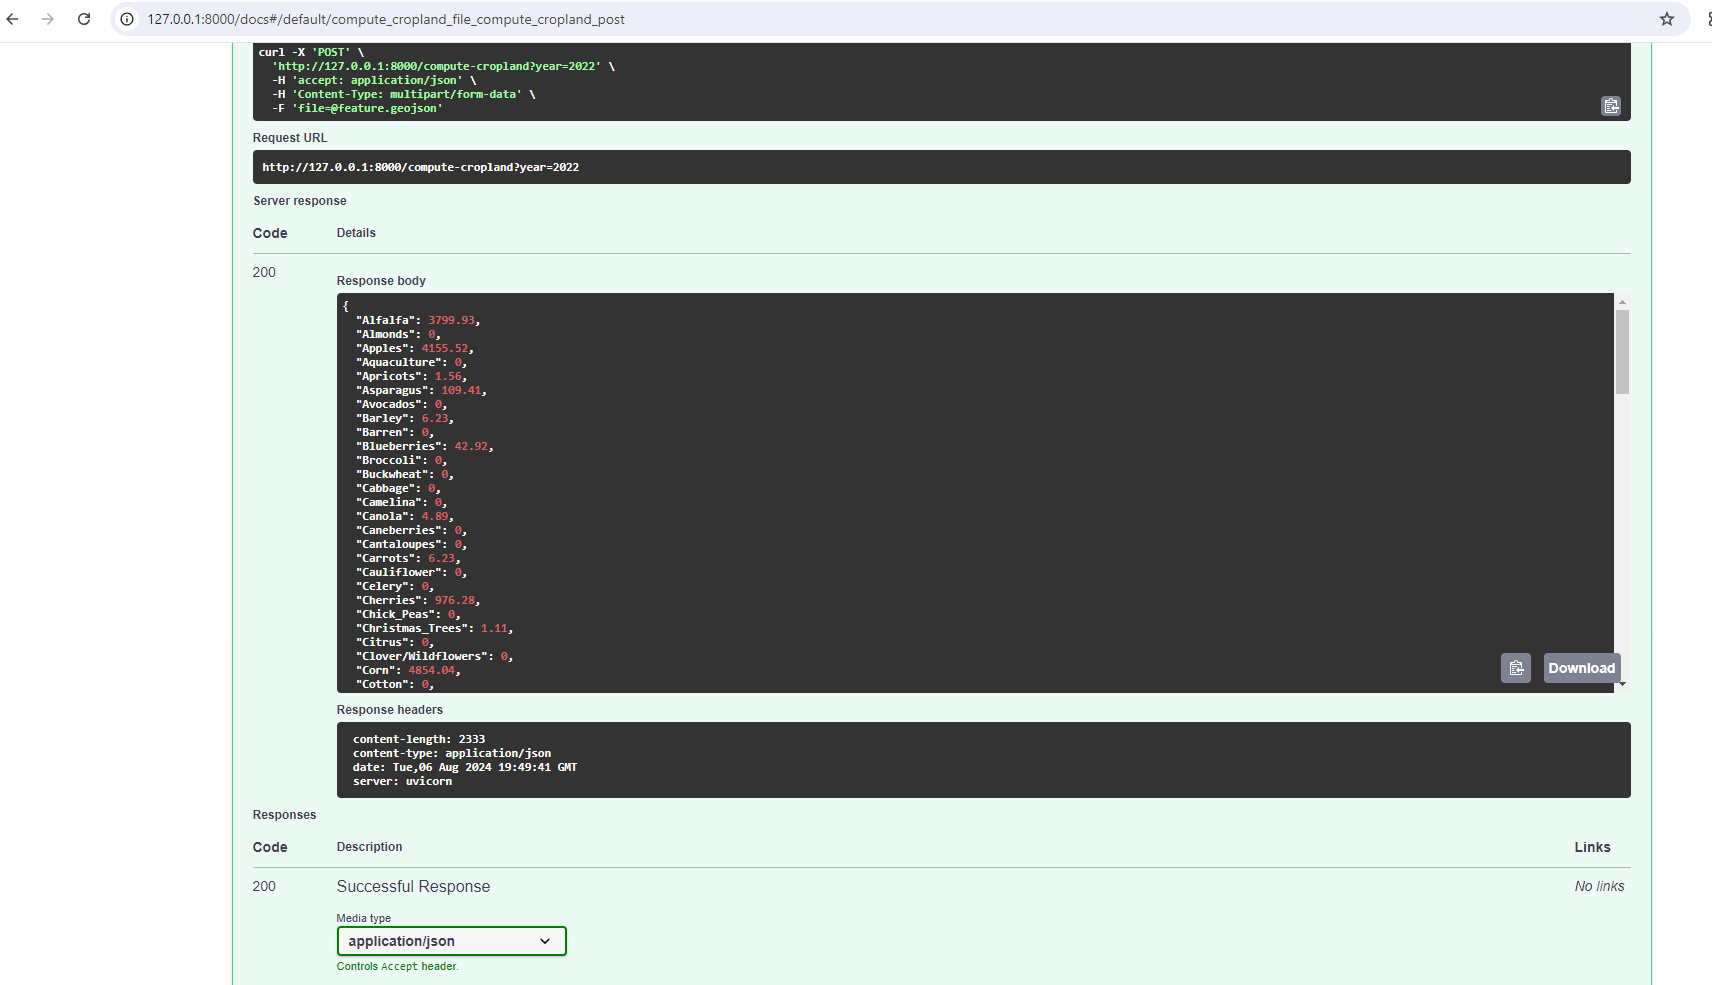 127.0.0.1:8000/docs#/default/compute_cropland_file_compute_cropland_post
curl -X 'POST' \
'http://127.0.0.1:8000/compute-cropland?year=2022' \
-H 'accept: application/json' \
-H 'Content-Type: multipart/form-data' \
-F 'file=@feature.geojson'
Request URL
http://127.0.0.1:8000/compute-cropland?year=2022
Server response
Code Details
200
Response body
{
"Alfalfa": 3799.93,
"Almonds": 0,
"Apples": 4155.52,
"Aquaculture": 0,
"Apricots": 1.56,
"Asparagus": 109.41,
"Avocados": 0,
"Barley": 6.23,
"Barren": 0,
"Blueberries": 42.92,
"Broccoli": 0,
"Buckwheat": 0,
"Cabbage": 0,
"Camelina": 0,
"Canola": 4.89,
"Caneberries": 0,
"Cantaloupes": 0,
"Carrots": 6.23,
"Cauliflower": 0,
"Celery": 0,
"Cherries": 976.28,
"Chick_Peas": 0,
"Christmas_Trees": 1.11,
"Citrus": 0,
"Clover/Wildflowers": 0,
"Corn": 4854.04,
"Cotton": 0,
Download
Response headers
content-length: 2333
content-type: application/json
date: Tue,06 Aug 2024 19:49:41 GMT
server: uvicorn
Responses
Code Description Links
200 Successful Response No links
Media type
application/json
Controls Accept header.